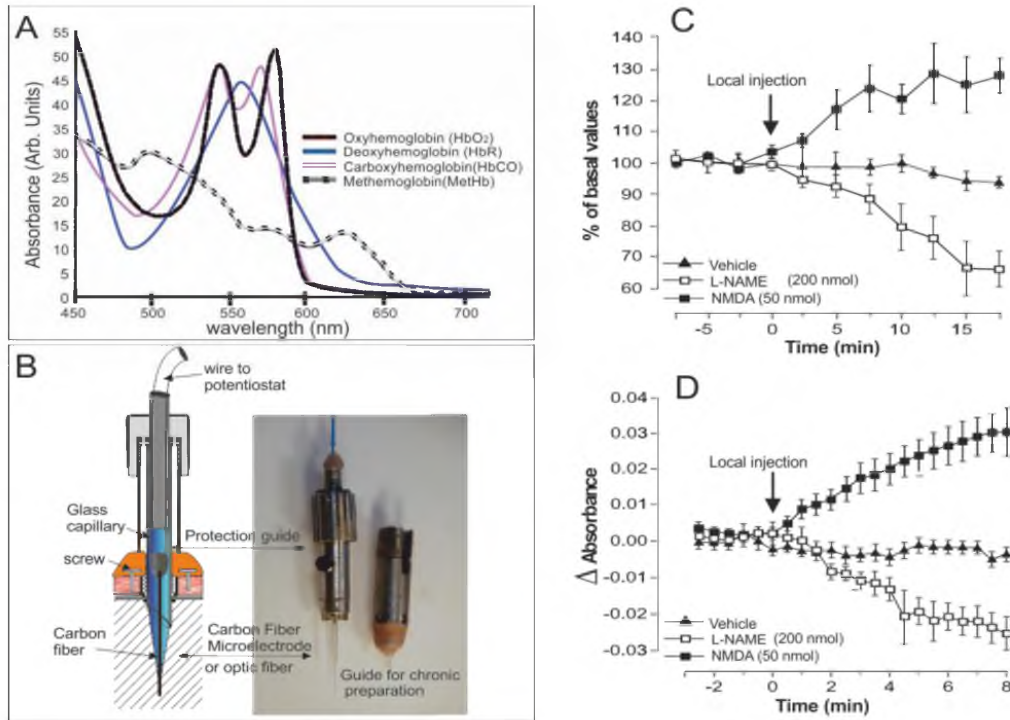 A
Absorbance (Arb. Units)
55
50
45
40
35
30
25
20
15
10
5
0
450
500
550
600
650
700
wavelength (nm)
Oxyhemoglobin (HbO₂)
Deoxyhemoglobin (HbR)
Carboxyhemoglobin(HbCO)
Methemoglobin(MetHb)
B
wire to
potentiostat
Glass
capillary
Protection guide
screw
Carbon
fiber
Carbon Fiber
Microelectrode
or optic fiber
Guide for chronic
preparation
C
% of basal values
140
130
120
110
100
90
80
70
60
Local injection
Vehicle
L-NAME (200 nmol)
NMDA (50 nmol)
-5
0
5
10
15
Time (min)
D
Δ Absorbance
0.04
0.03
0.02
0.01
0.00
-0.01
-0.02
-0.03
Local injection
Vehicle
L-NAME (200 nmol)
NMDA (50 nmol)
-2
0
2
4
6
8
Time (min)